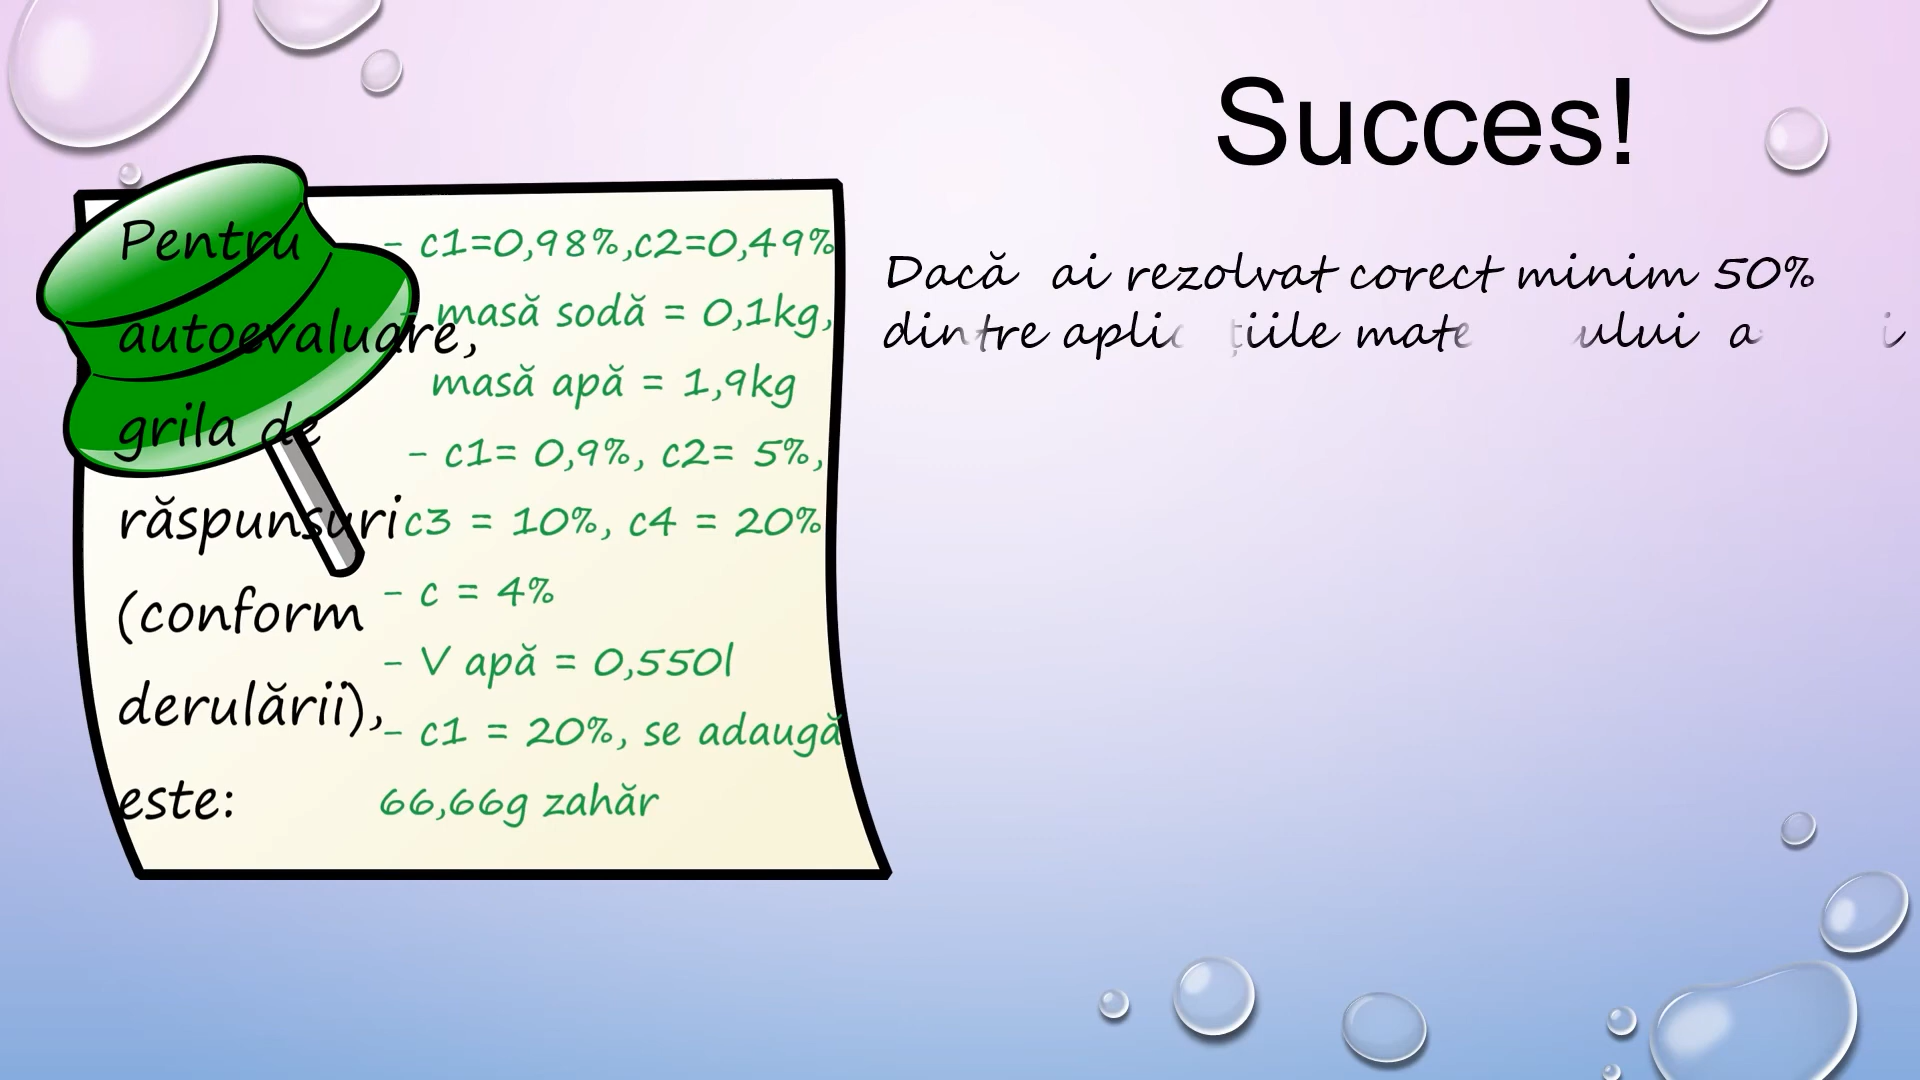 Succes!
Pentru
autoevaluare,
grila de
răspunsuri
(conform
derulării),
este:
- c1=0,98%,c2=0,49%
- masă sodă = 0,1kg,
masă apă = 1,9kg
- c1= 0,9%, c2= 5%,
c3 = 10%, c4 = 20%
- c = 4%
- V apă = 0,550l
- c1 = 20%, se adaugă
66,66g zahăr
Dacă ai rezolvat corect minim 50%
dintre aplicațiile